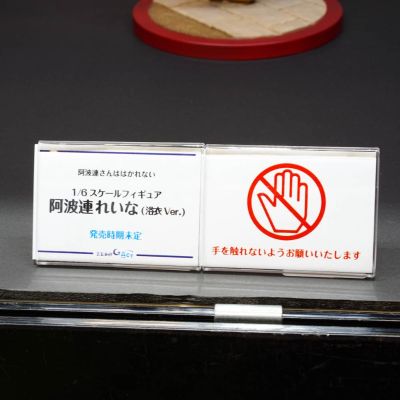 阿波連さんははかれない
1/6スケールフィギュア
阿波連れいな(浴衣Ver.)
発売時期未定
手を触れないようお願いいたします